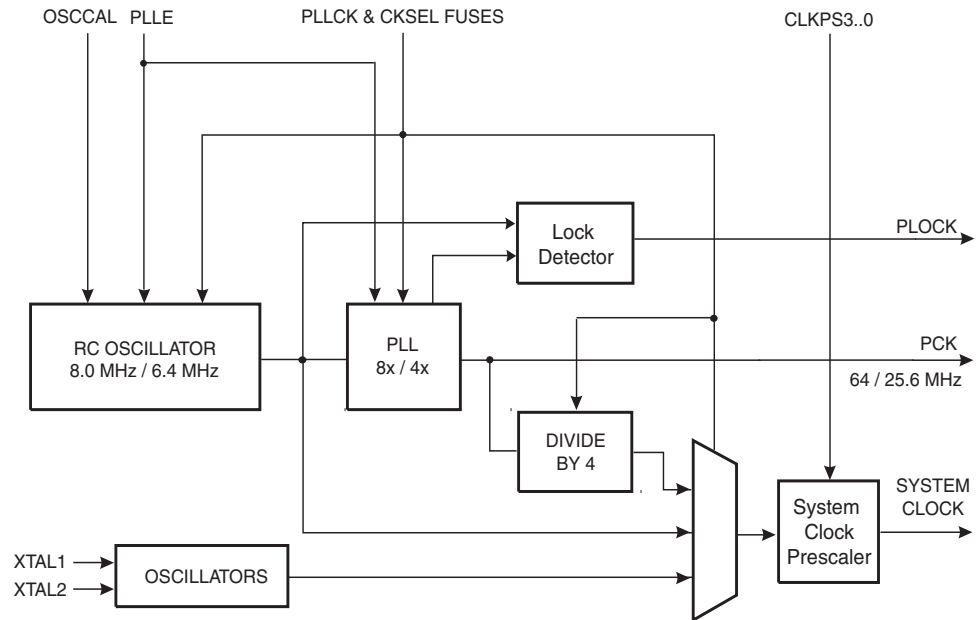 OSCCAL
PLLE
PLLCK & CKSEL FUSES
CLKPS3..0
Lock
Detector
PLOCK
RC OSCILLATOR
8.0 MHz / 6.4 MHz
PLL
8x / 4x
PCK
64 / 25.6 MHz
DIVIDE
BY 4
System
Clock
Prescaler
SYSTEM
CLOCK
XTAL1
XTAL2
OSCILLATORS